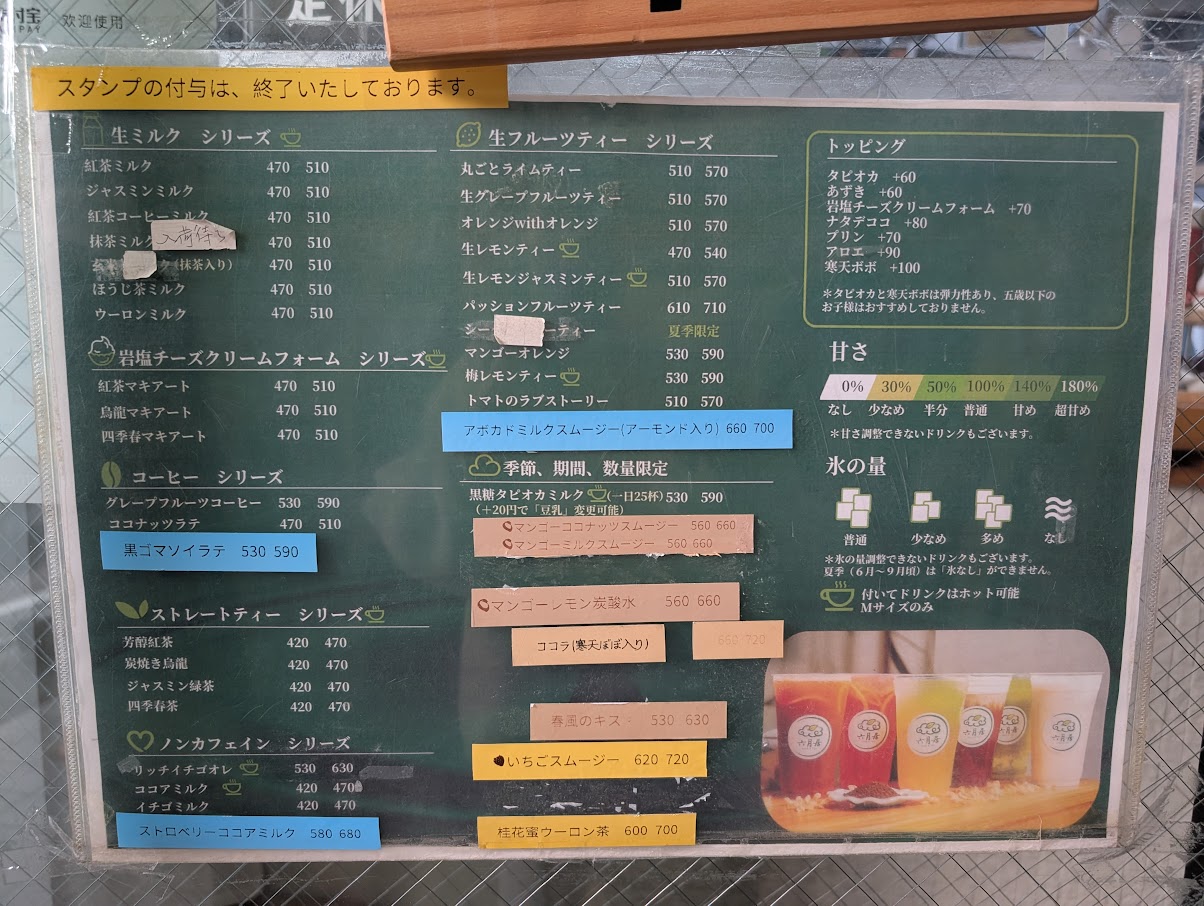 欢迎使用
定休
スタンプの付与は、終了いたしております。
生ミルク シリーズ
紅茶ミルク 470 510
ジャスミンミルク 470 510
紅茶コーヒーミルク 470 510
抹茶ミルク 入荷待ち 470 510
ク(抹茶入り) 470 510
ほうじ茶ミルク 470 510
ウーロンミルク 470 510
岩塩チーズクリームフォーム シリーズ
紅茶マキアート 470 510
烏龍マキアート 470 510
四季春マキアート 470 510
コーヒー シリーズ
グレープフルーツコーヒー 530 590
ココナッツラテ 470 510
黒ゴマソイラテ 530 590
ストレートティー シリーズ
芳醇紅茶 420 470
炭焼き烏龍 420 470
ジャスミン緑茶 420 470
四季春茶 420 470
ノンカフェイン シリーズ
リッチイチゴオレ 530 630
ココアミルク 420 470
イチゴミルク 420 470
ストロベリーココアミルク 580 680
生フルーツティー シリーズ
丸ごとライムティー 510 570
生グレープフルーツティー 510 570
オレンジwithオレンジ 510 570
生レモンティー 470 540
生レモンジャスミンティー 510 570
パッションフルーツティー 610 710
ーティー 夏季限定
マンゴーオレンジ 530 590
梅レモンティー 530 590
トマトのラブストーリー 510 570
アボカドミルクスムージー(アーモンド入り) 660 700
季節、期間、数量限定
黒糖タピオカミルク (一日25杯) 530 590
(+20円で「豆乳」変更可能)
マンゴーココナッツスムージー 560 660
マンゴーミルクスムージー 560 660
マンゴーレモン炭酸水 560 660
ココラ(寒天ぼぼ入り) 660 720
春風のキス 530 630
いちごスムージー 620 720
桂花蜜ウーロン茶 600 700
トッピング
タピオカ +60
あずき +60
岩塩チーズクリームフォーム +70
ナタデココ +80
プリン +70
アロエ +90
寒天ボボ +100
*タピオカと寒天ボボは弾力性あり、五歳以下の
お子様はおすすめしておりません。
甘さ
0% 30% 50% 100% 140% 180%
なし 少なめ 半分 普通 甘め 超甘め
*甘さ調整できないドリンクもございます。
氷の量
普通 少なめ 多め なし
*氷の量調整できないドリンクもございます。
夏季(6月〜9月頃)は「氷なし」ができません。
付いてドリンクはホット可能
Mサイズのみ
六月屋
六月屋
六月屋
六月屋
六月屋
六月屋